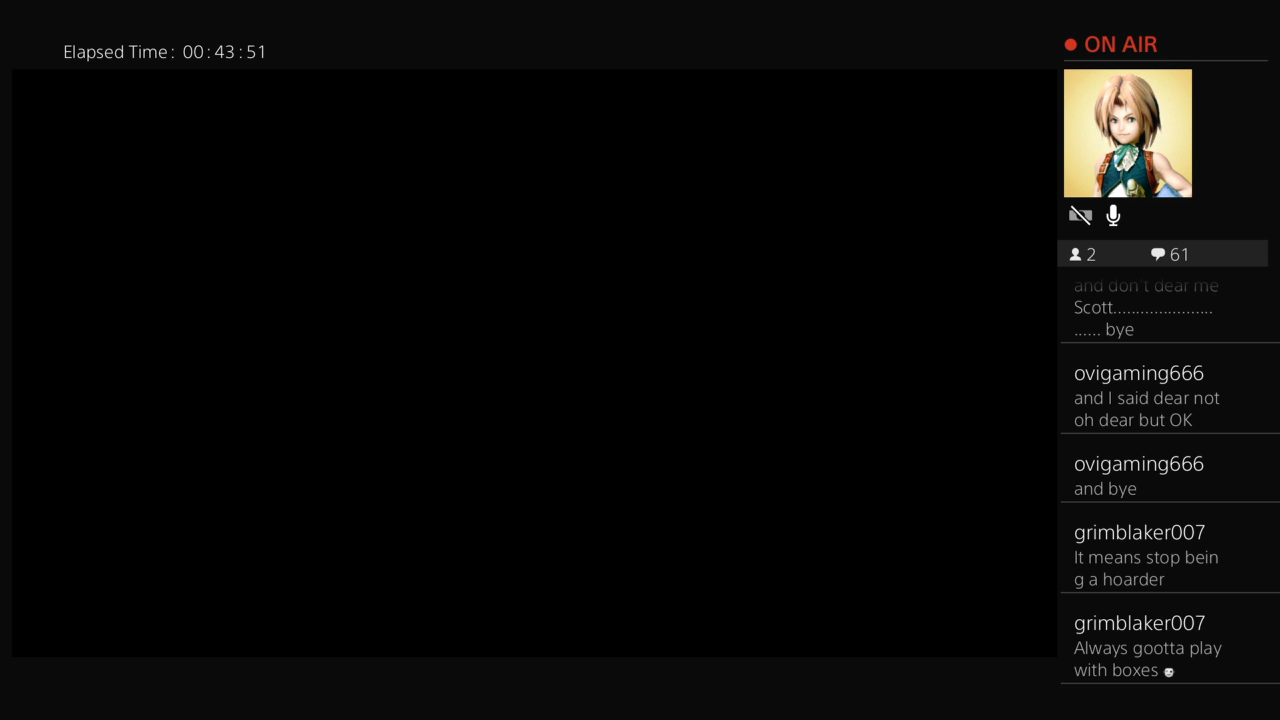 Elapsed Time: 00:43:51
ON AIR
2
61
and don't dear me
Scott......................
...... bye
ovigaming666
and I said dear not
oh dear but OK
ovigaming666
and bye
grimblaker007
It means stop bein
g a hoarder
grimblaker007
Always gootta play
with boxes